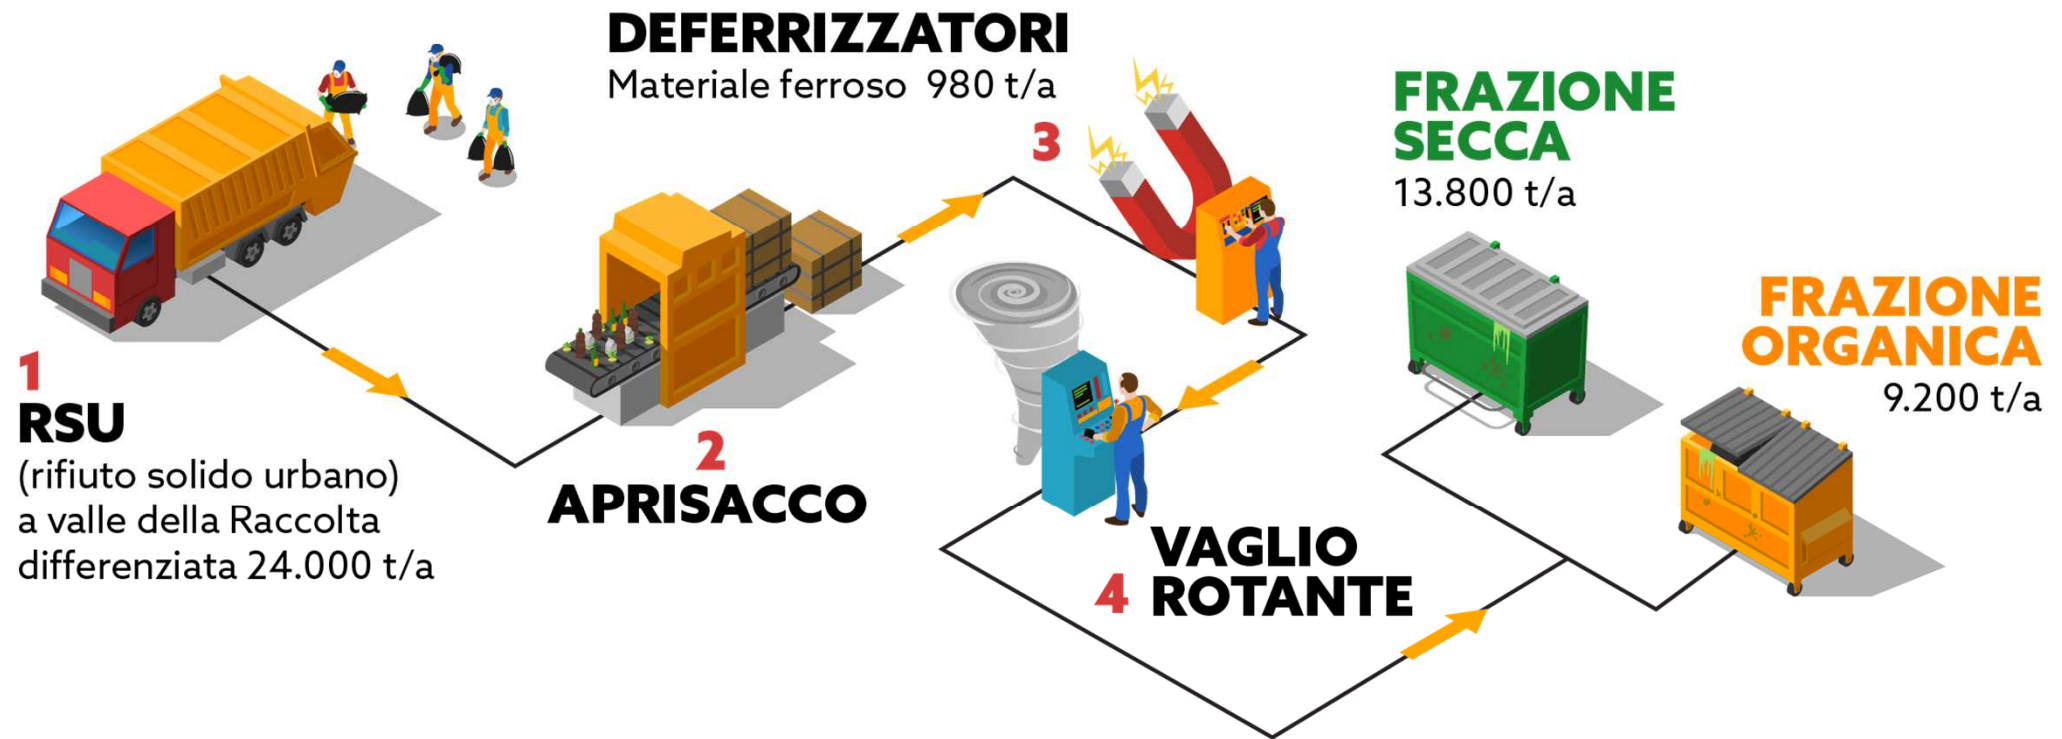 1
RSU
(rifiuto solido urbano)
a valle della Raccolta
differenziata 24.000 t/a
2
APRISACCO
DEFERRIZZATORI
Materiale ferroso 980 t/a
3
4
VAGLIO
ROTANTE
FRAZIONE
SECCA
13.800 t/a
FRAZIONE
ORGANICA
9.200 t/a